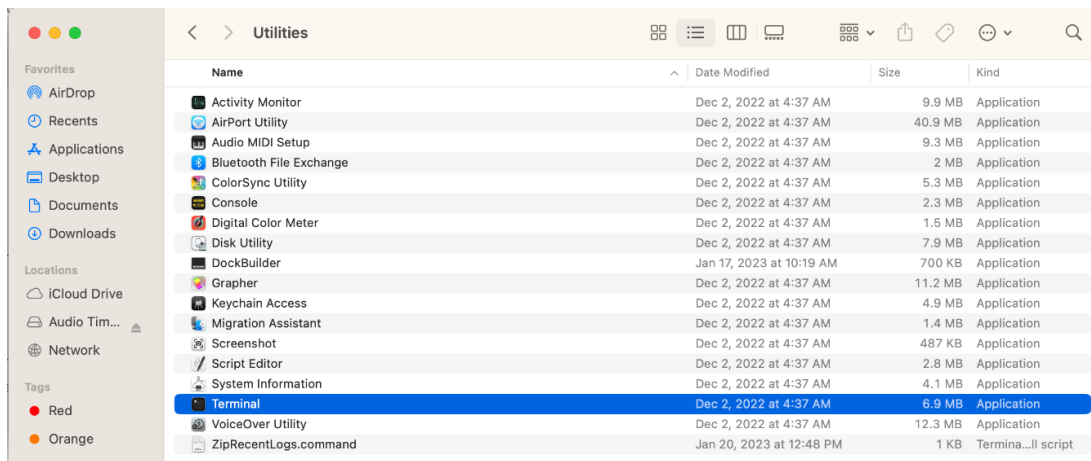 Utilities
Favorites
AirDrop
Recents
Applications
Desktop
Documents
Downloads
Locations
iCloud Drive
Audio Tim...
Network
Tags
Red
Orange
Name Date Modified Size Kind
Activity Monitor Dec 2, 2022 at 4:37 AM 9.9 MB Application
AirPort Utility Dec 2, 2022 at 4:37 AM 40.9 MB Application
Audio MIDI Setup Dec 2, 2022 at 4:37 AM 9.3 MB Application
Bluetooth File Exchange Dec 2, 2022 at 4:37 AM 2 MB Application
ColorSync Utility Dec 2, 2022 at 4:37 AM 5.3 MB Application
Console Dec 2, 2022 at 4:37 AM 2.3 MB Application
Digital Color Meter Dec 2, 2022 at 4:37 AM 1.5 MB Application
Disk Utility Dec 2, 2022 at 4:37 AM 7.9 MB Application
DockBuilder Jan 17, 2023 at 10:19 AM 700 KB Application
Grapher Dec 2, 2022 at 4:37 AM 11.2 MB Application
Keychain Access Dec 2, 2022 at 4:37 AM 4.9 MB Application
Migration Assistant Dec 2, 2022 at 4:37 AM 1.4 MB Application
Screenshot Dec 2, 2022 at 4:37 AM 487 KB Application
Script Editor Dec 2, 2022 at 4:37 AM 2.8 MB Application
System Information Dec 2, 2022 at 4:37 AM 4.1 MB Application
Terminal Dec 2, 2022 at 4:37 AM 6.9 MB Application
VoiceOver Utility Dec 2, 2022 at 4:37 AM 12.3 MB Application
ZipRecentLogs.command Jan 20, 2023 at 12:48 PM 1 KB Termina...ll script